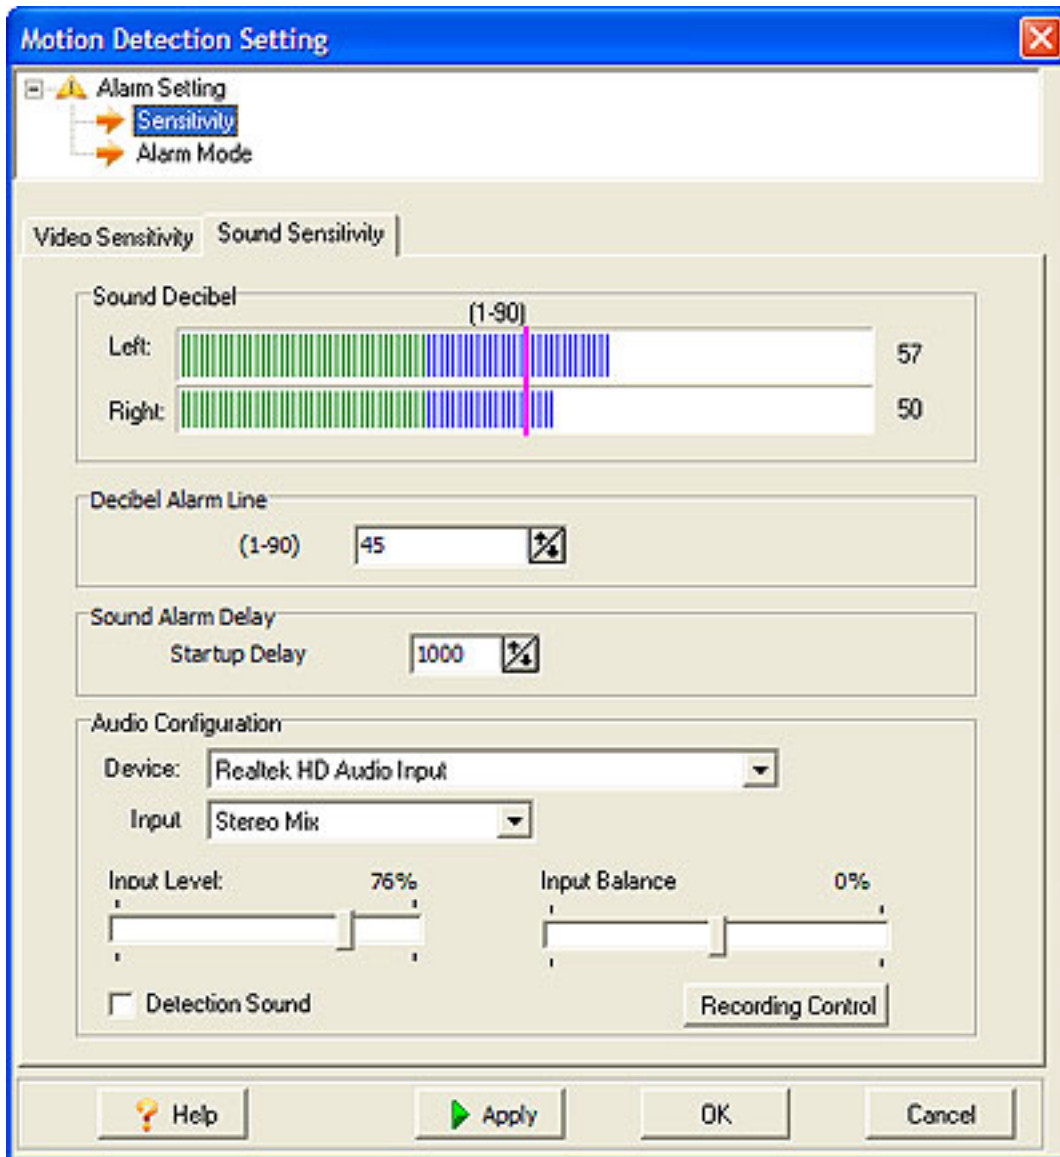 Motion Detection Setting
Alarm Setting
Sensitivity
Alarm Mode
Video Sensitivity Sound Sensitivity
Sound Decibel
(1-90)
Left: 57
Right: 50
Decibel Alarm Line
(1-90) 45
Sound Alarm Delay
Startup Delay 1000
Audio Configuration
Device: Realtek HD Audio Input
Input Stereo Mix
Input Level: 76% Input Balance 0%
Detection Sound Recording Control
Help Apply OK Cancel